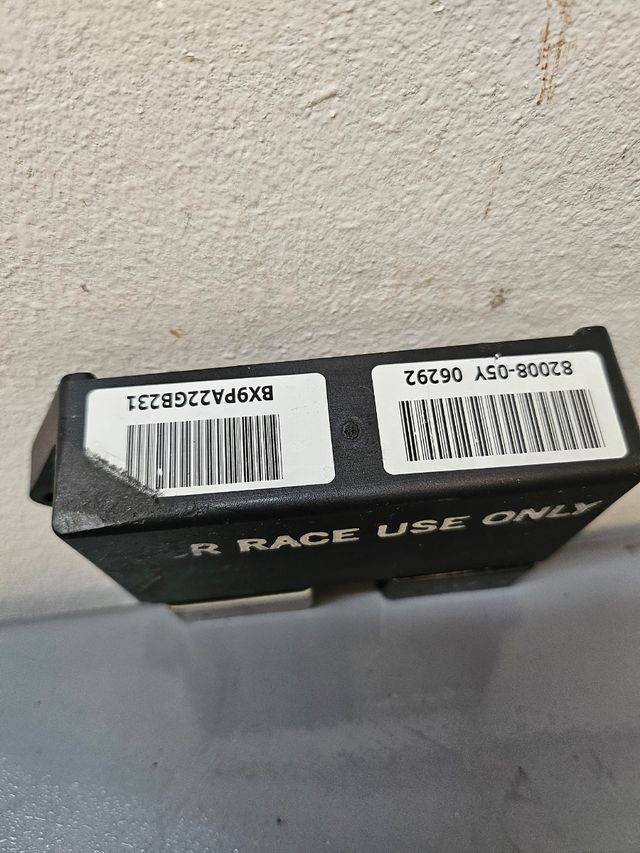 BX9PA22GB231
82008-05Y 06292
R RACE USE ONLY